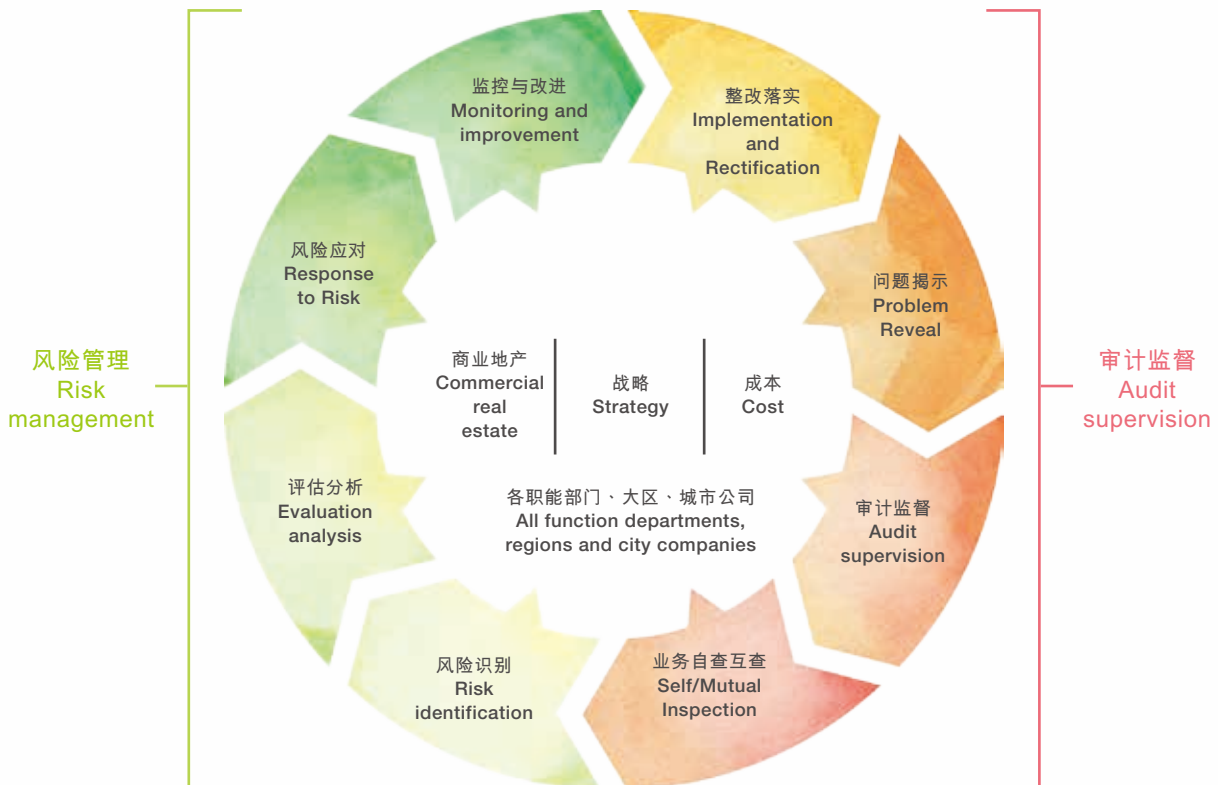 监控与改进
Monitoring and
improvement
整改落实
Implementation
and
Rectification
风险应对
Response
to Risk
问题揭示
Problem
Reveal
风险管理
Risk
management
商业地产
Commercial
real
estate
战略
Strategy
成本
Cost
审计监督
Audit
supervision
评估分析
Evaluation
analysis
各职能部门、大区、城市公司
All function departments,
regions and city companies
审计监督
Audit
supervision
风险识别
Risk
identification
业务自查互查
Self/Mutual
Inspection